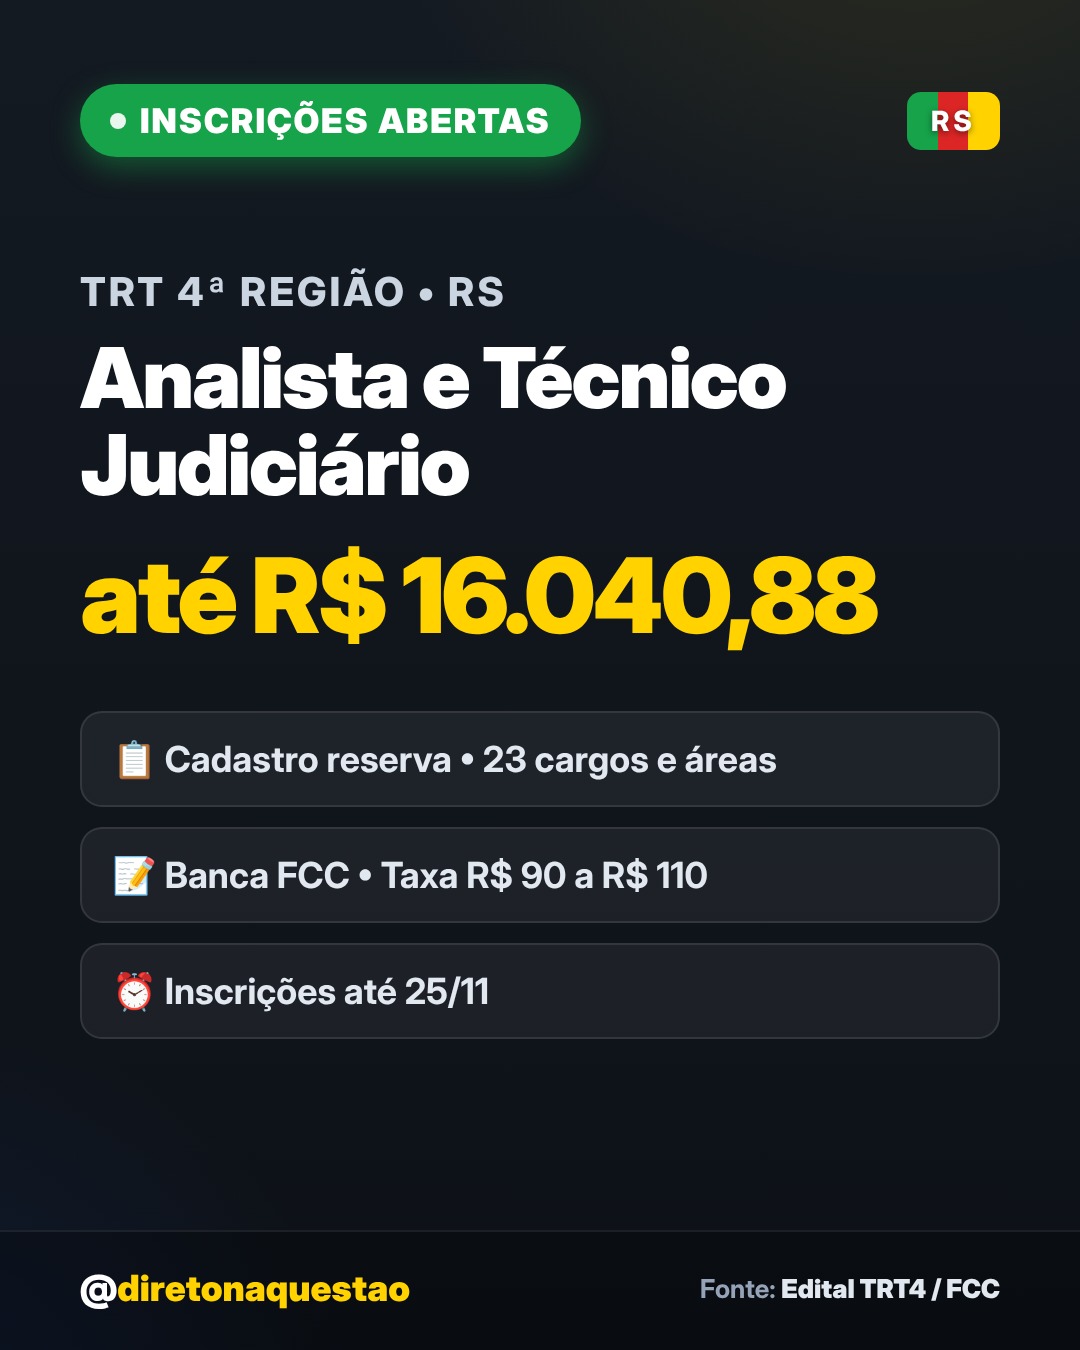 INSCRIÇÕES ABERTAS
RS
TRT 4ª REGIÃO • RS
Analista e Técnico
Judiciário
até R$ 16.040,88
Cadastro reserva • 23 cargos e áreas
Banca FCC • Taxa R$ 90 a R$ 110
Inscrições até 25/11
@diretonaquestao
Fonte: Edital TRT4 / FCC